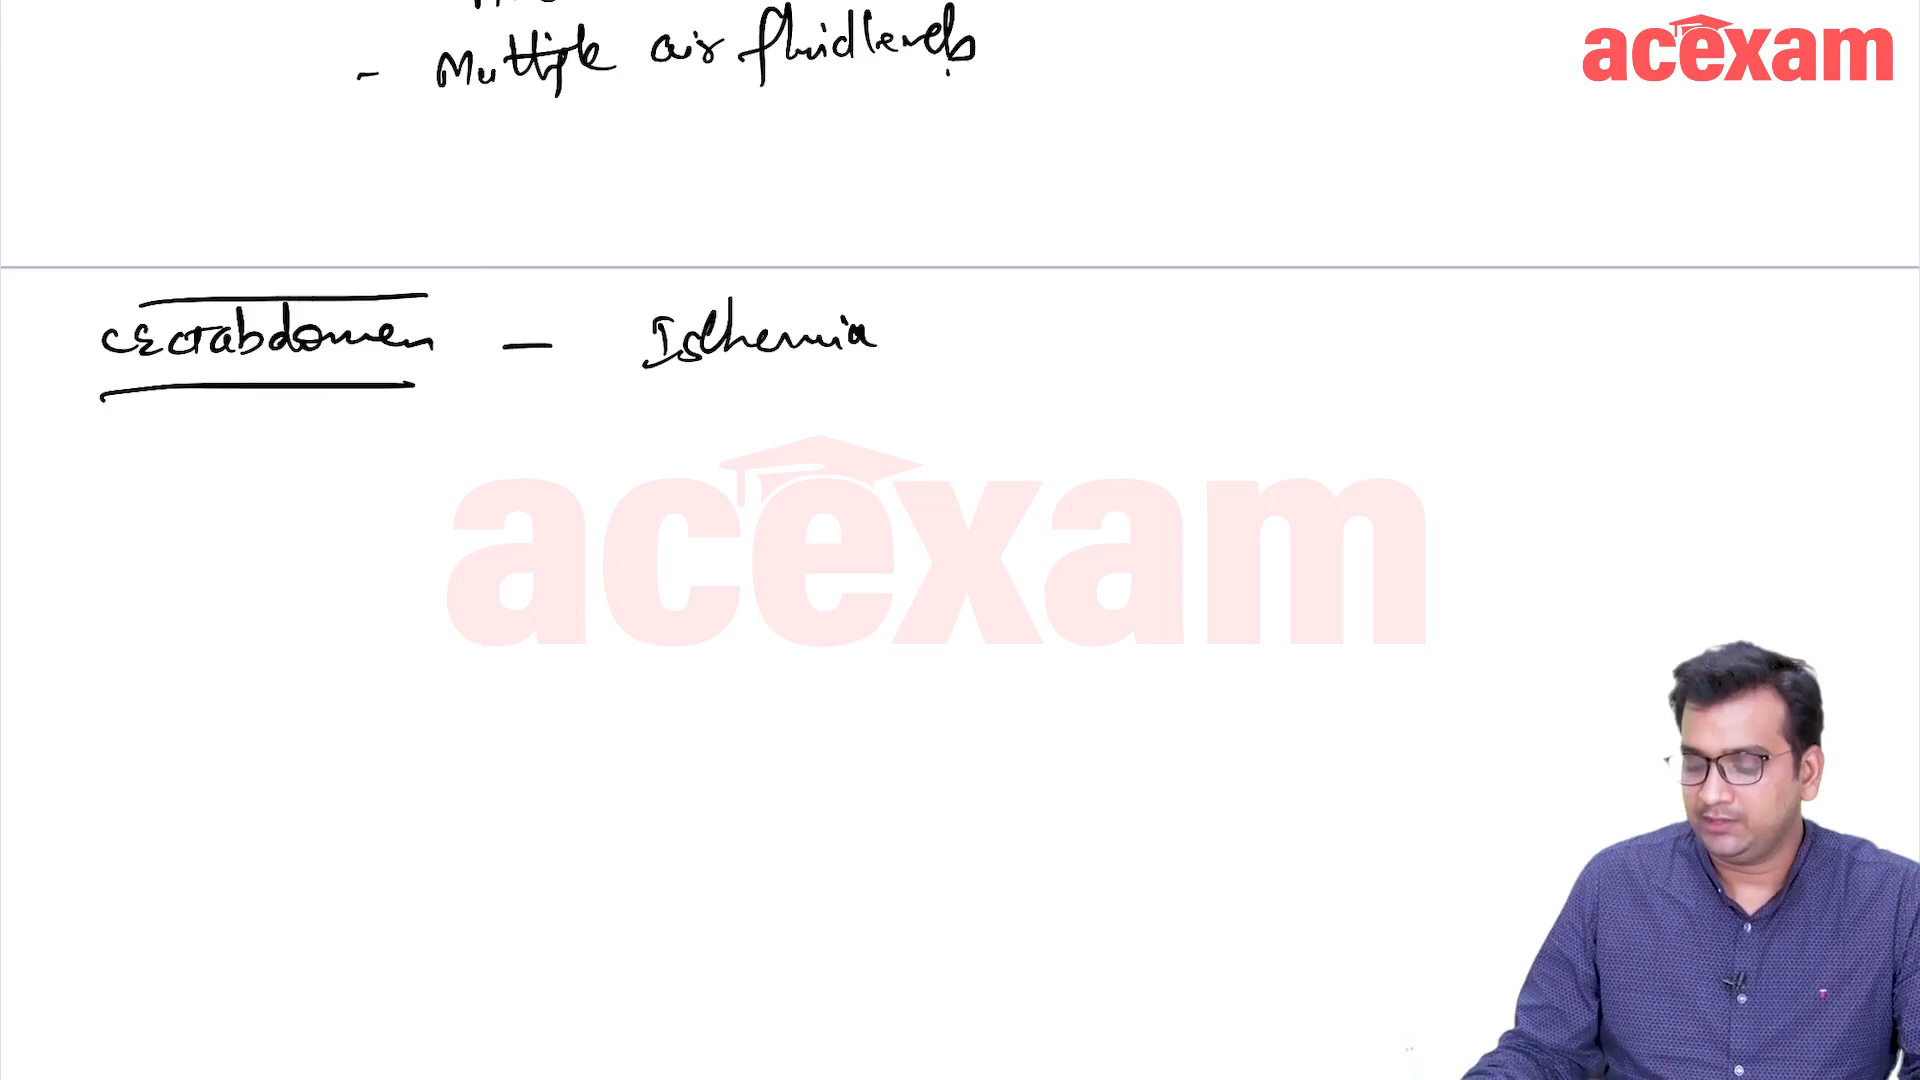 acexam
- Multiple air fluid levels
CECT abdomen - Ischemia
acexam